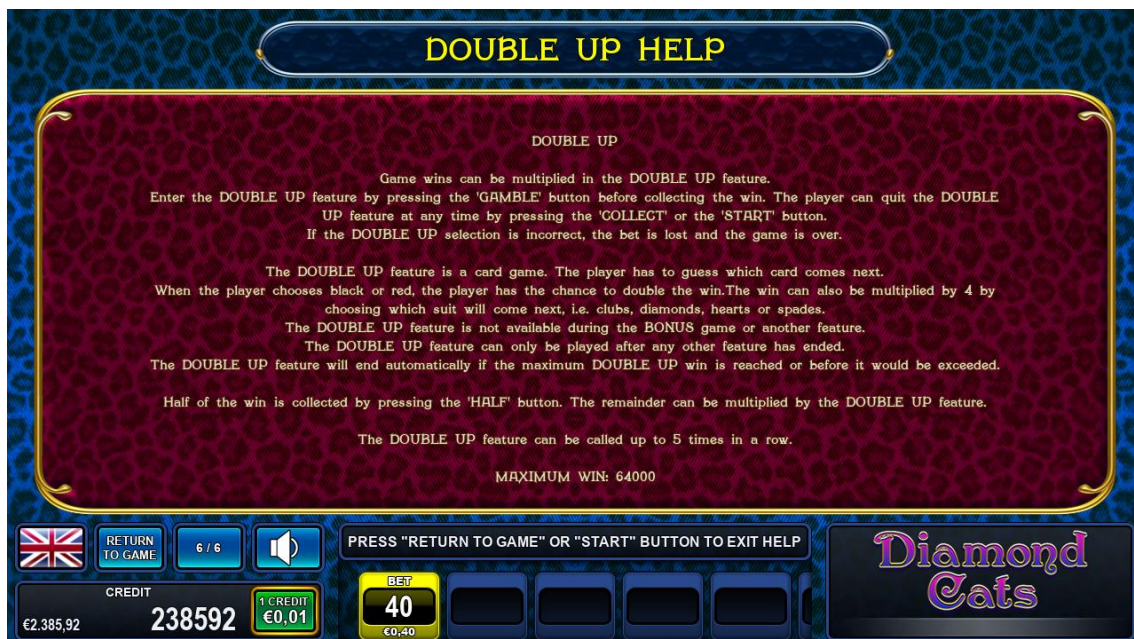 DOUBLE UP HELP
DOUBLE UP
Game wins can be multiplied in the DOUBLE UP feature.
Enter the DOUBLE UP feature by pressing the 'GAMBLE' button before collecting the win. The player can quit the DOUBLE
UP feature at any time by pressing the 'COLLECT' or the 'START' button.
If the DOUBLE UP selection is incorrect, the bet is lost and the game is over.
The DOUBLE UP feature is a card game. The player has to guess which card comes next.
When the player chooses black or red, the player has the chance to double the win.The win can also be multiplied by 4 by
choosing which suit will come next, i.e. clubs, diamonds, hearts or spades.
The DOUBLE UP feature is not available during the BONUS game or another feature.
The DOUBLE UP feature can only be played after any other feature has ended.
The DOUBLE UP feature will end automatically if the maximum DOUBLE UP win is reached or before it would be exceeded.
Half of the win is collected by pressing the 'HALF' button. The remainder can be multiplied by the DOUBLE UP feature.
The DOUBLE UP feature can be called up to 5 times in a row.
MAXIMUM WIN: 64000
RETURN
TO GAME
6 / 6
PRESS "RETURN TO GAME" OR "START" BUTTON TO EXIT HELP
CREDIT
€2.385,92
238592
1 CREDIT
€0,01
BET
40
€0,40
Diamond
Cats